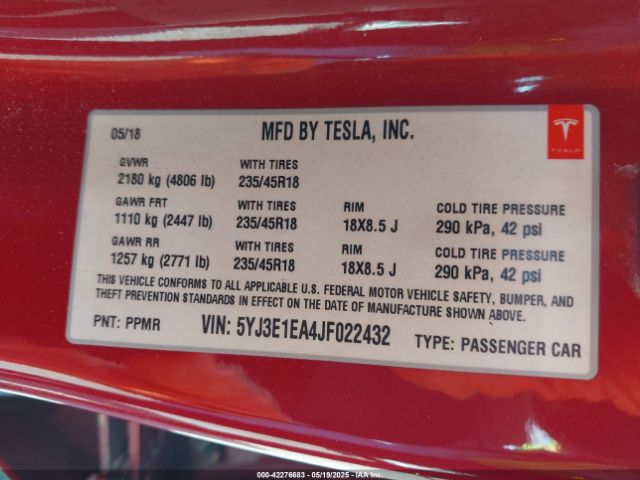 05/18 MFD BY TESLA, INC.
TESLA
GVWR WITH TIRES
2180 kg (4806 lb) 235/45R18
GAWR FRT WITH TIRES RIM COLD TIRE PRESSURE
1110 kg (2447 lb) 235/45R18 18X8.5 J 290 kPa, 42 psi
GAWR RR WITH TIRES RIM COLD TIRE PRESSURE
1257 kg (2771 lb) 235/45R18 18X8.5 J 290 kPa, 42 psi
THIS VEHICLE CONFORMS TO ALL APPLICABLE U.S. FEDERAL MOTOR VEHICLE SAFETY, BUMPER, AND
THEFT PREVENTION STANDARDS IN EFFECT ON THE DATE OF MANUFACTURE SHOWN ABOVE.
PNT: PPMR VIN: 5YJ3E1EA4JF022432 TYPE: PASSENGER CAR
000-42276683 - 05/19/2025 - IAAI.COM